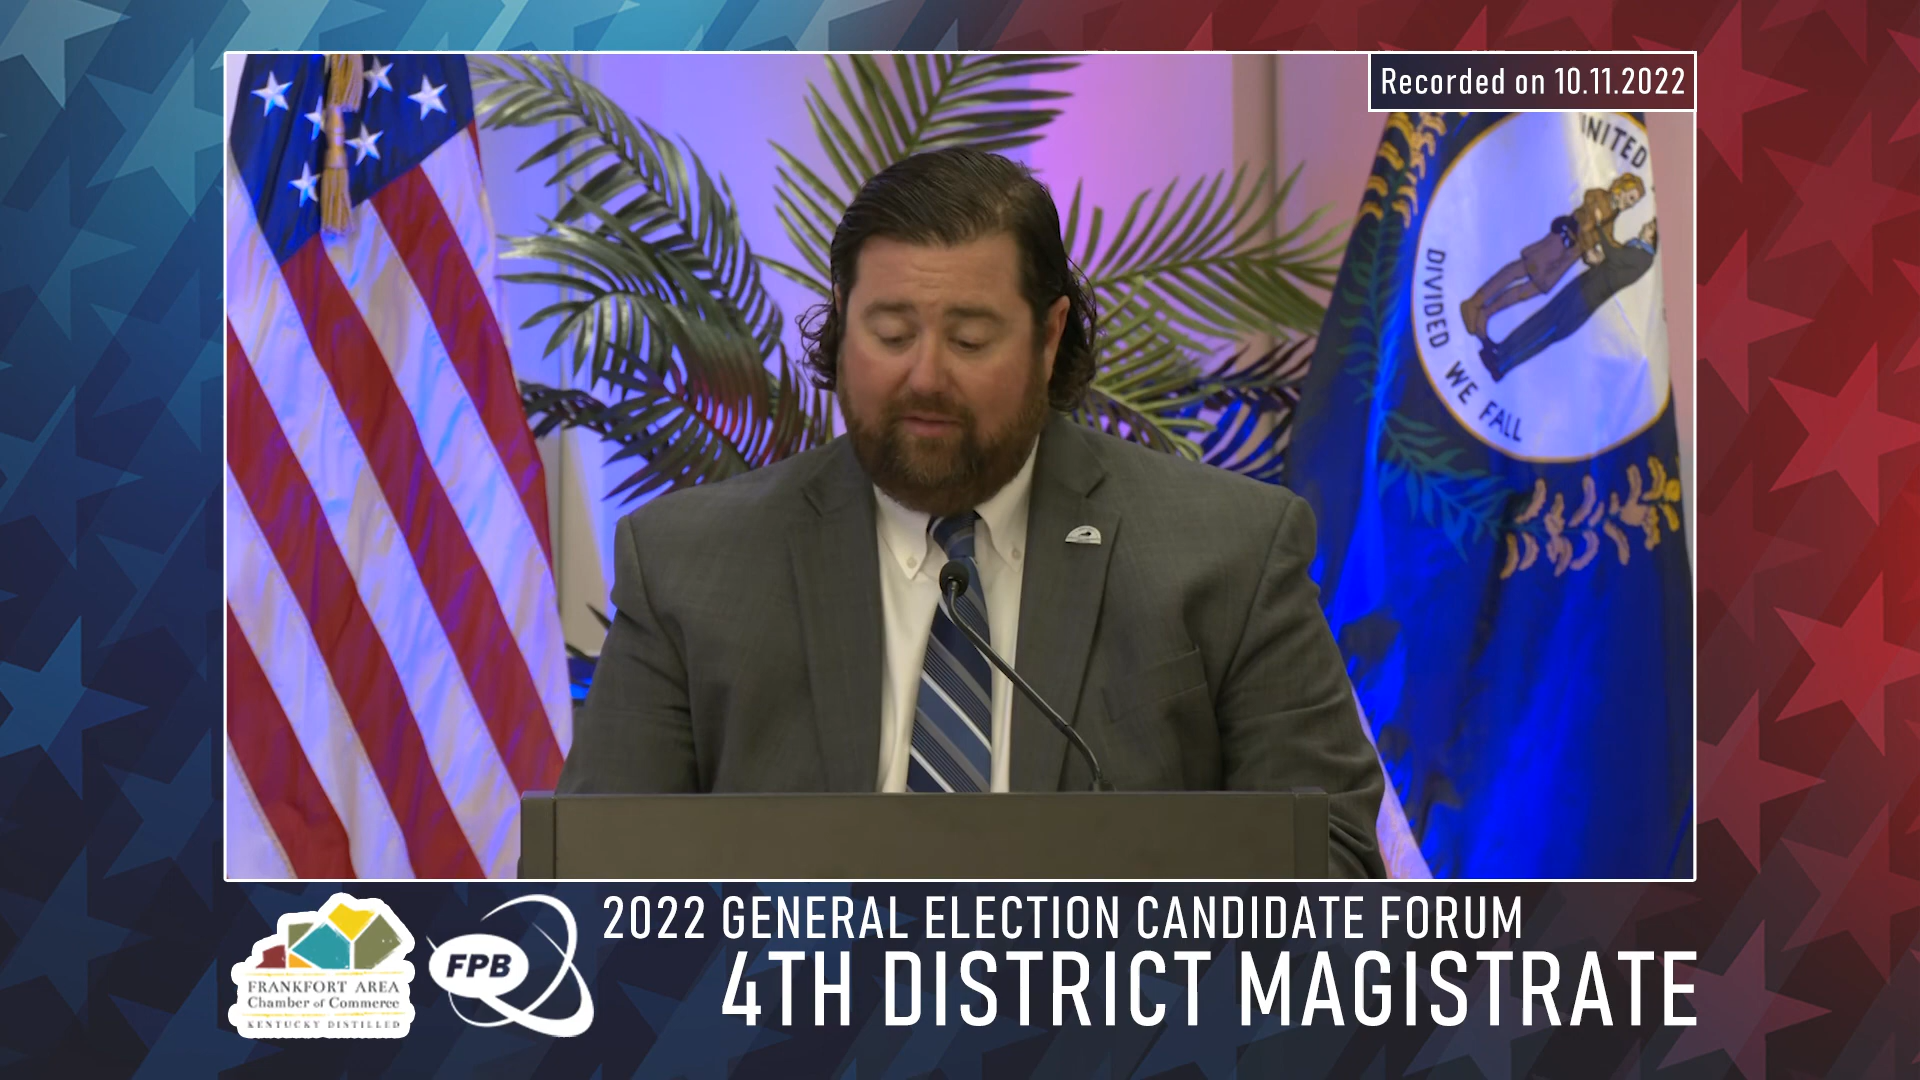 Recorded on 10.11.2022
UNITED
DIVIDED WE FALL
2022 GENERAL ELECTION CANDIDATE FORUM
4TH DISTRICT MAGISTRATE
FRANKFORT AREA
Chamber of Commerce
KENTUCKY DISTILLED
FPB